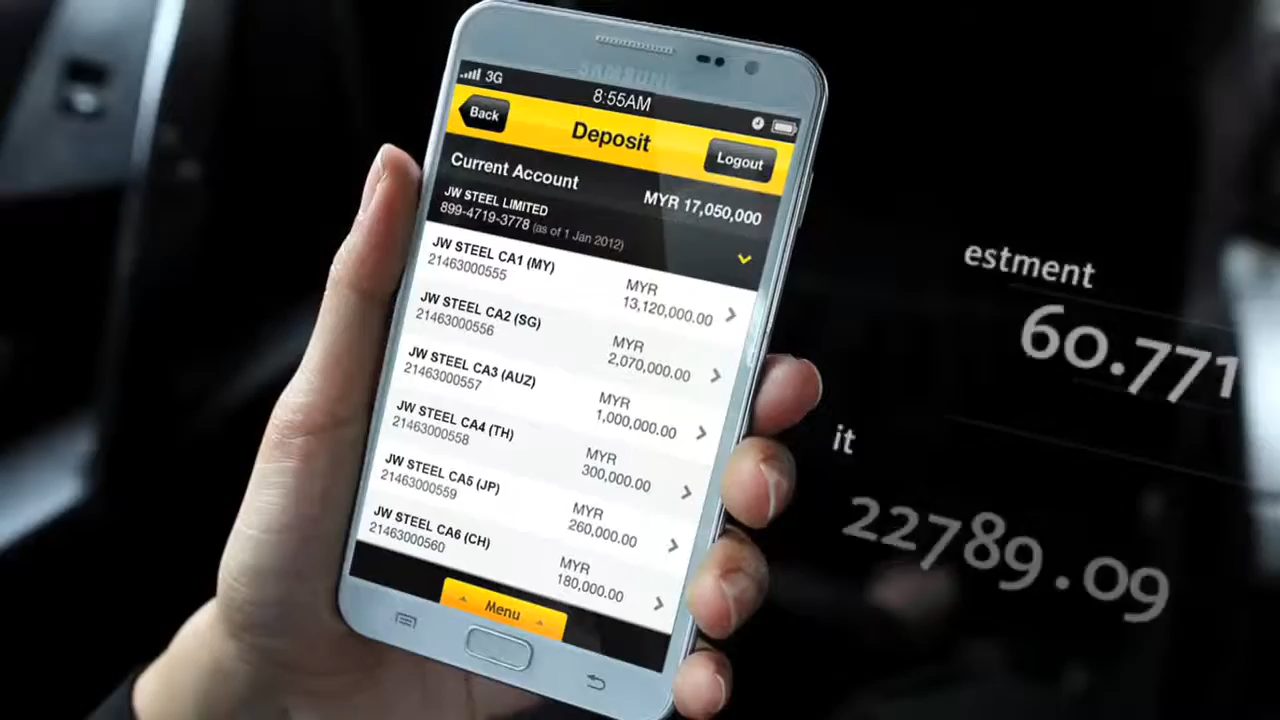 SAMSUNG
3G
8:55AM
Back
Deposit
Logout
Current Account
MYR 17,050,000
JW STEEL LIMITED
899-4719-3778 (as of 1 Jan 2012)
JW STEEL CA1 (MY)
21463000555
MYR
13,120,000.00
JW STEEL CA2 (SG)
21463000556
MYR
2,070,000.00
JW STEEL CA3 (AUZ)
21463000557
MYR
1,000,000.00
JW STEEL CA4 (TH)
21463000558
MYR
300,000.00
JW STEEL CA5 (JP)
21463000559
MYR
260,000.00
JW STEEL CA6 (CH)
21463000560
MYR
180,000.00
Menu
estment
60.771
it
22789.09